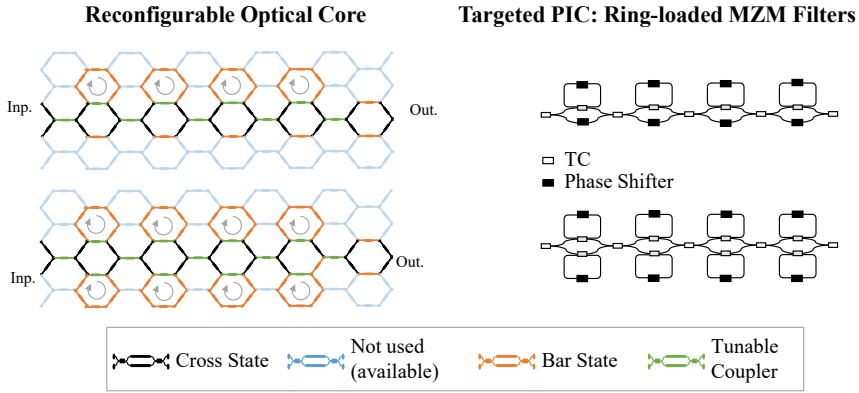 Reconfigurable Optical Core
Targeted PIC: Ring-loaded MZM Filters
Inp.
Out.
TC
Phase Shifter
Inp.
Out.
Cross State
Not used
(available)
Bar State
Tunable
Coupler